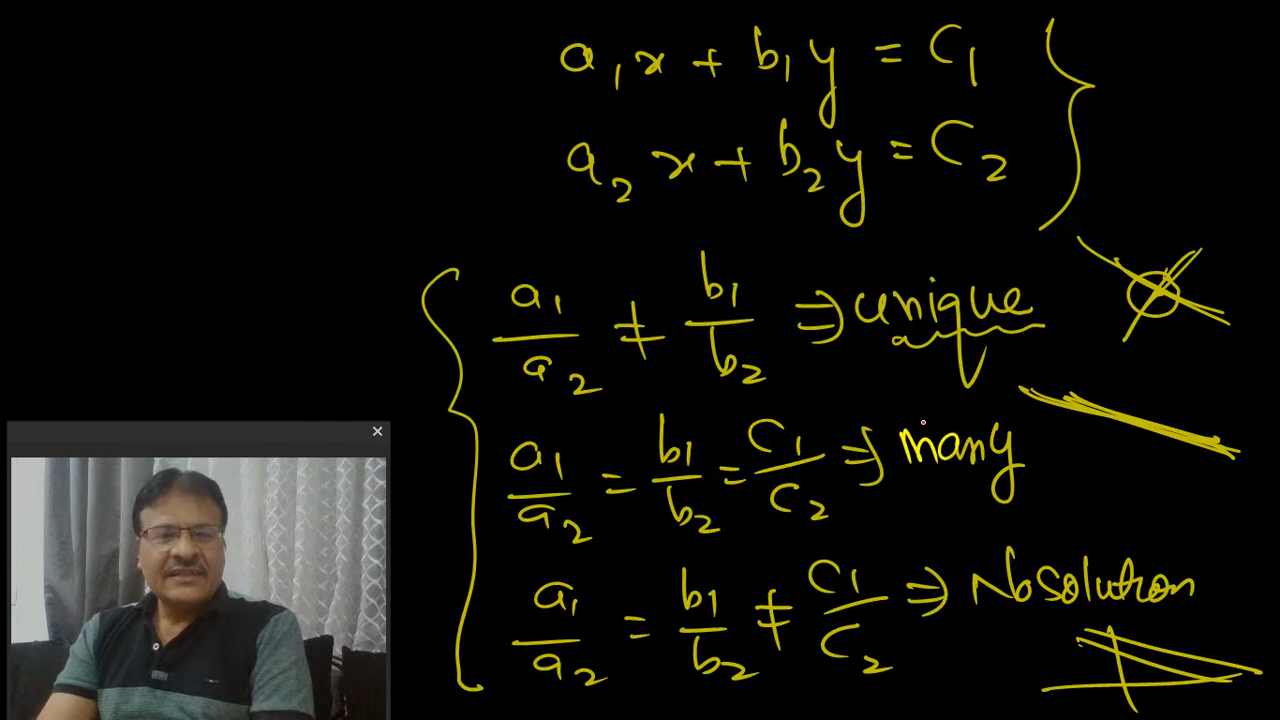 a₁x + b₁y = C₁
a₂x + b₂y = C₂
a₁/a₂ ≠ b₁/b₂ ⇒ unique
a₁/a₂ = b₁/b₂ = C₁/C₂ ⇒ many
a₁/a₂ = b₁/b₂ ≠ C₁/C₂ ⇒ No solution